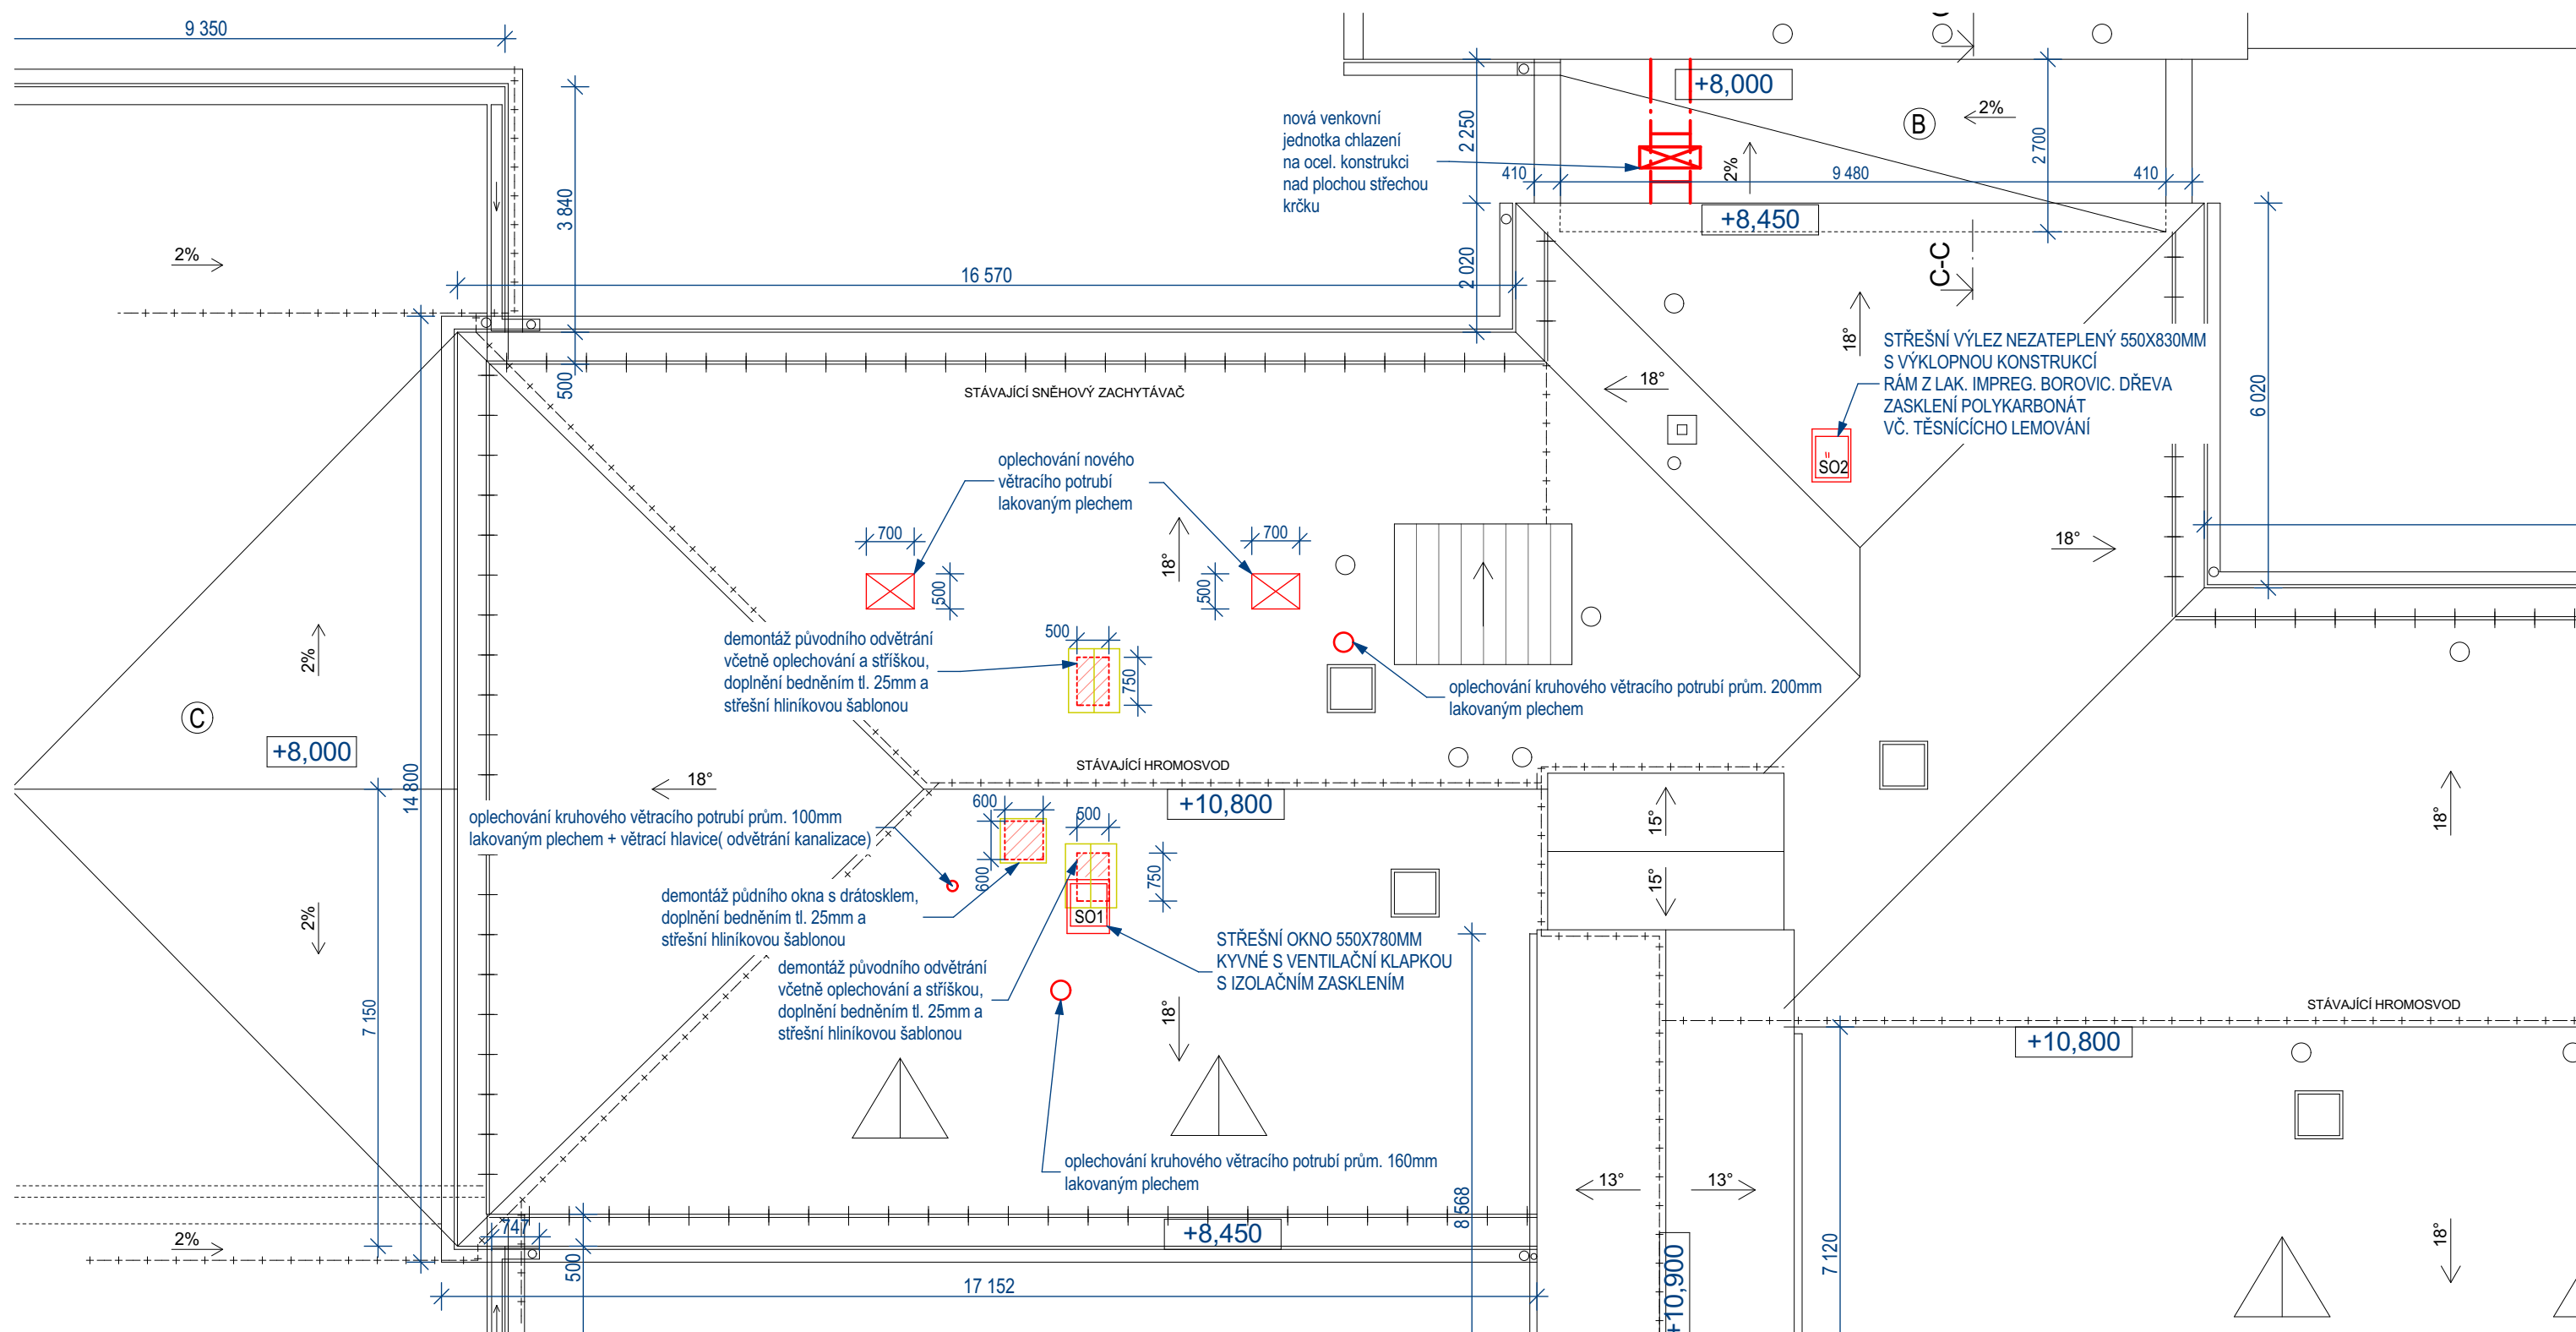 9 350
+8,000
B
2%
nová venkovní
jednotka chlazení
na ocel. konstrukci
nad plochou střechou
krčku
2 250
2 700
2%
410
9 480
410
3 840
+8,450
2%
C-C
16 570
2 020
18°
STŘEŠNÍ VÝLEZ NEZATEPLENÝ 550X830MM
S VÝKLOPNOU KONSTRUKCÍ
RÁM Z LAK. IMPREG. BOROVIC. DŘEVA
ZASKLENÍ POLYKARBONÁT
VČ. TĚSNÍCÍCHO LEMOVÁNÍ
6 020
500
STÁVAJÍCÍ SNĚHOVÝ ZACHYTÁVAČ
18°
SO2
oplechování nového
větracího potrubí
lakovaným plechem
700
700
18°
18°
500
500
demontáž původního odvětrání
včetně oplechování a stříškou,
doplnění bedněním tl. 25mm a
střešní hliníkovou šablonou
500
750
2%
oplechování kruhového větracího potrubí prům. 200mm
lakovaným plechem
C
+8,000
STÁVAJÍCÍ HROMOSVOD
18°
14 800
+10,800
600
500
oplechování kruhového větracího potrubí prům. 100mm
lakovaným plechem + větrací hlavice( odvětrání kanalizace)
15°
18°
600
750
15°
demontáž půdního okna s drátosklem,
doplnění bedněním tl. 25mm a
střešní hliníkovou šablonou
SO1
2%
STŘEŠNÍ OKNO 550X780MM
KYVNÉ S VENTILAČNÍ KLAPKOU
S IZOLAČNÍM ZASKLENÍM
demontáž původního odvětrání
včetně oplechování a stříškou,
doplnění bedněním tl. 25mm a
střešní hliníkovou šablonou
7 150
18°
STÁVAJÍCÍ HROMOSVOD
+10,800
oplechování kruhového větracího potrubí prům. 160mm
lakovaným plechem
13°
13°
8 568
747
+8,450
2%
500
17 152
+10,900
7 120
18°